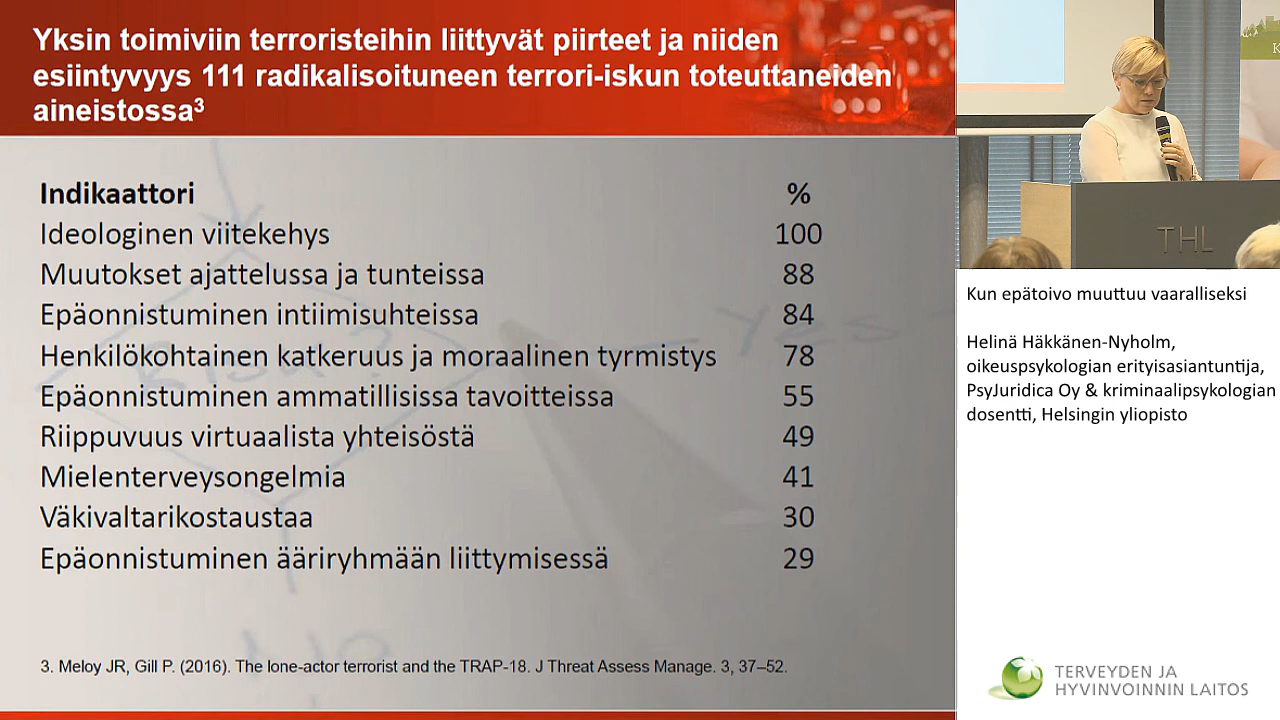 Yksin toimiviin terroristeihin liittyvät piirteet ja niiden
esiintyvyys 111 radikalisoituneen terrori-iskun toteuttaneiden
aineistossa³
Indikaattori %
Ideologinen viitekehys 100
Muutokset ajattelussa ja tunteissa 88
Epäonnistuminen intiimisuhteissa 84
Henkilökohtainen katkeruus ja moraalinen tyrmistys 78
Epäonnistuminen ammatillisissa tavoitteissa 55
Riippuvuus virtuaalista yhteisöstä 49
Mielenterveysongelmia 41
Väkivaltarikostaustaa 30
Epäonnistuminen ääriryhmään liittymisessä 29
3. Meloy JR, Gill P. (2016). The lone-actor terrorist and the TRAP-18. J Threat Assess Manage. 3, 37–52.
Yes
Risk?
K
THL
Kun epätoivo muuttuu vaaralliseksi
Helinä Häkkänen-Nyholm,
oikeuspsykologian erityisasiantuntija,
PsyJuridica Oy & kriminaalipsykologian
dosentti, Helsingin yliopisto
TERVEYDEN JA
HYVINVOINNIN LAITOS